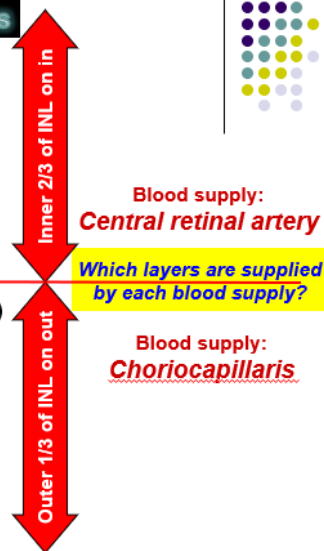 Inner 2/3 of INL on in
Blood supply:
Central retinal artery
Which layers are supplied
by each blood supply?
Blood supply:
Choriocapillaris
Outer 1/3 of INL on out